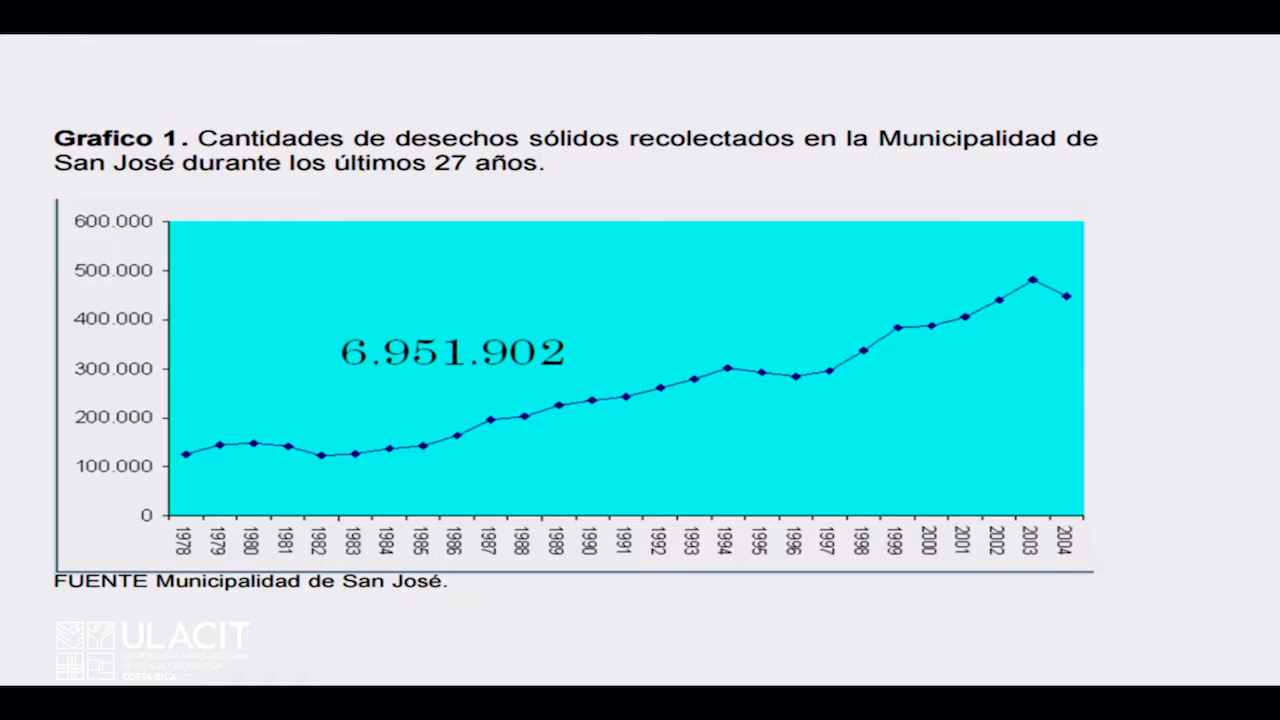 Grafico 1. Cantidades de desechos sólidos recolectados en la Municipalidad de
San José durante los últimos 27 años.
600.000
500.000
400.000
300.000
200.000
100.000
0
6.951.902
1978 1979 1980 1981 1982 1983 1984 1985 1986 1987 1988 1989 1990 1991 1992 1993 1994 1995 1996 1997 1998 1999 2000 2001 2002 2003 2004
FUENTE Municipalidad de San José.
ULACIT
COSTA RICA